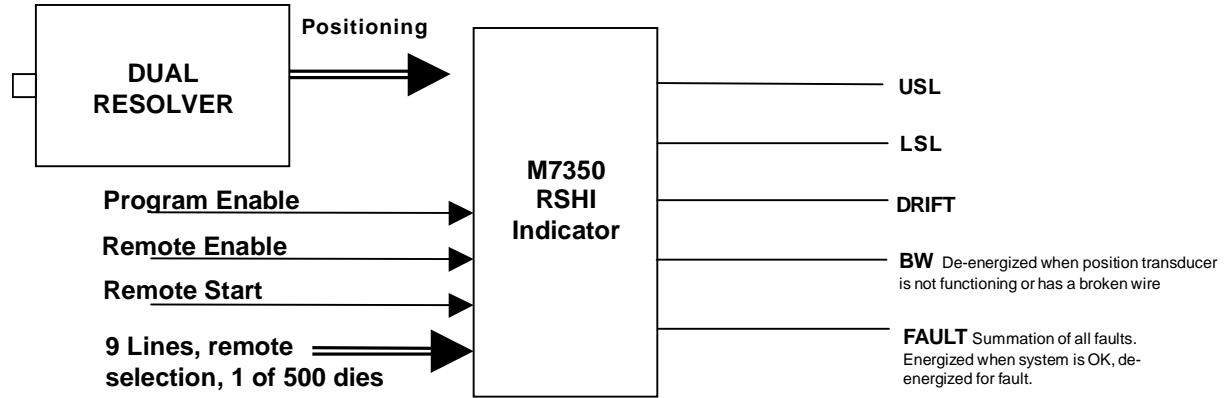 Positioning
DUAL
RESOLVER
Program Enable
Remote Enable
Remote Start
9 Lines, remote
selection, 1 of 500 dies
M7350
RSHI
Indicator
USL
LSL
DRIFT
BW De-energized when position transducer
is not functioning or has a broken wire
FAULT Summation of all faults.
Energized when system is OK, de-
energized for fault.